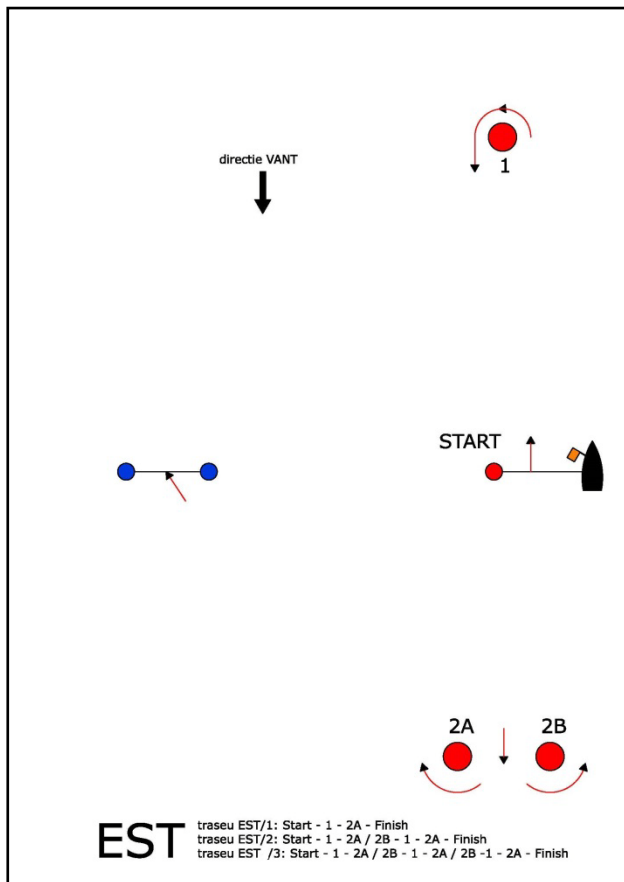 1
directie VANT
START
2A
2B
EST
traseu EST/1: Start - 1 - 2A - Finish
traseu EST/2: Start - 1 - 2A / 2B - 1 - 2A - Finish
traseu EST /3: Start - 1 - 2A / 2B - 1 - 2A / 2B -1 - 2A - Finish